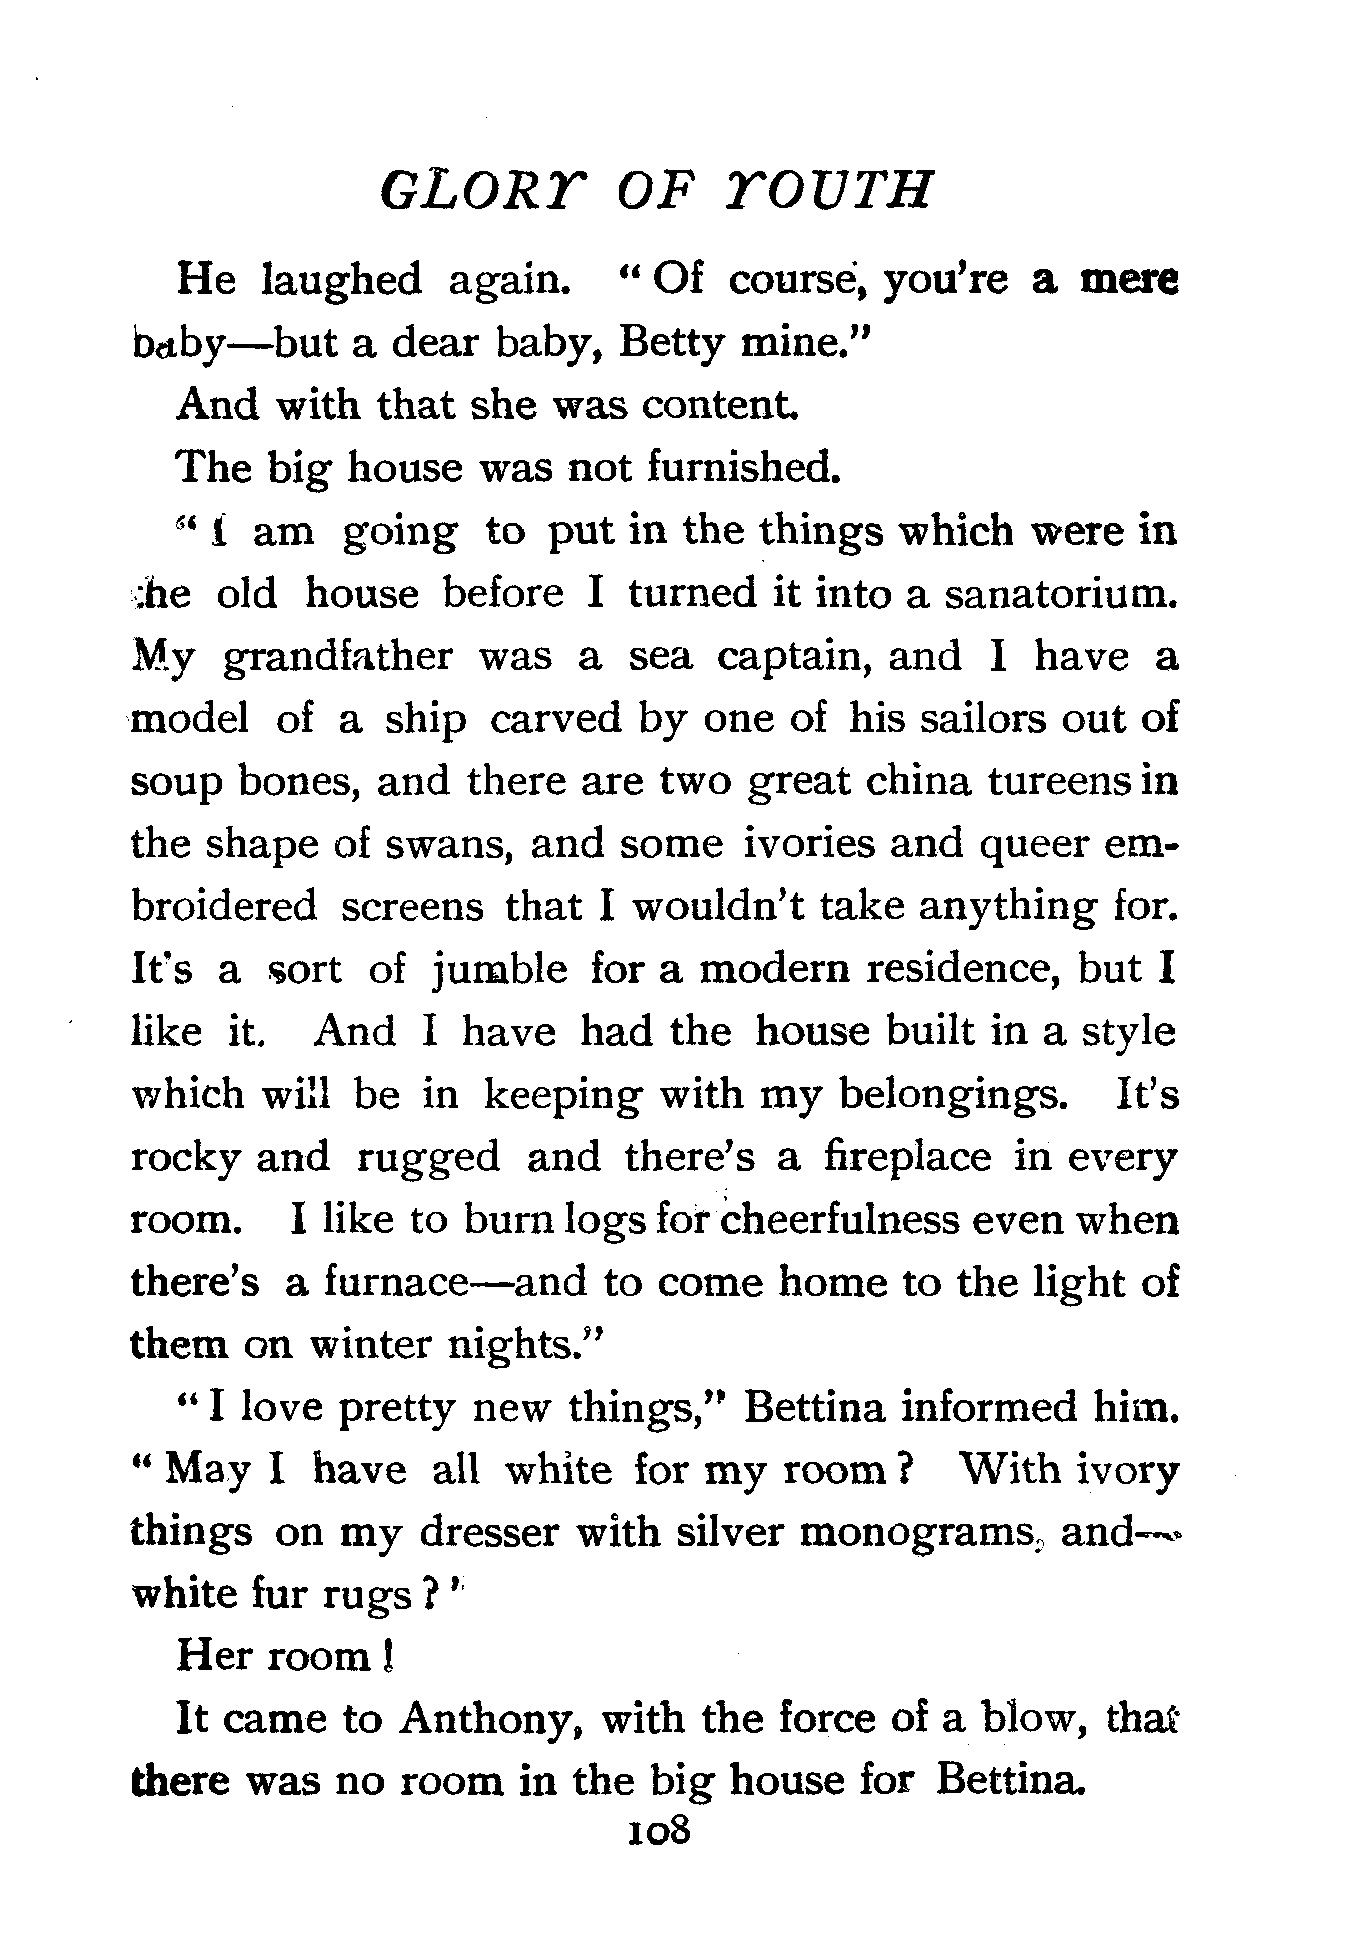 GLORY OF YOUTH
He laughed again. “ Of course, you’re a mere
baby—but a dear baby, Betty mine.”
And with that she was content.
The big house was not furnished.
“ I am going to put in the things which were in
the old house before I turned it into a sanatorium.
My grandfather was a sea captain, and I have a
model of a ship carved by one of his sailors out of
soup bones, and there are two great china tureens in
the shape of swans, and some ivories and queer em-
broidered screens that I wouldn’t take anything for.
It’s a sort of jumble for a modern residence, but I
like it. And I have had the house built in a style
which will be in keeping with my belongings. It’s
rocky and rugged and there’s a fireplace in every
room. I like to burn logs for cheerfulness even when
there’s a furnace—and to come home to the light of
them on winter nights.”
“ I love pretty new things,” Bettina informed him.
“ May I have all white for my room ? With ivory
things on my dresser with silver monograms, and—
white fur rugs ? ”
Her room !
It came to Anthony, with the force of a blow, that
there was no room in the big house for Bettina.
108